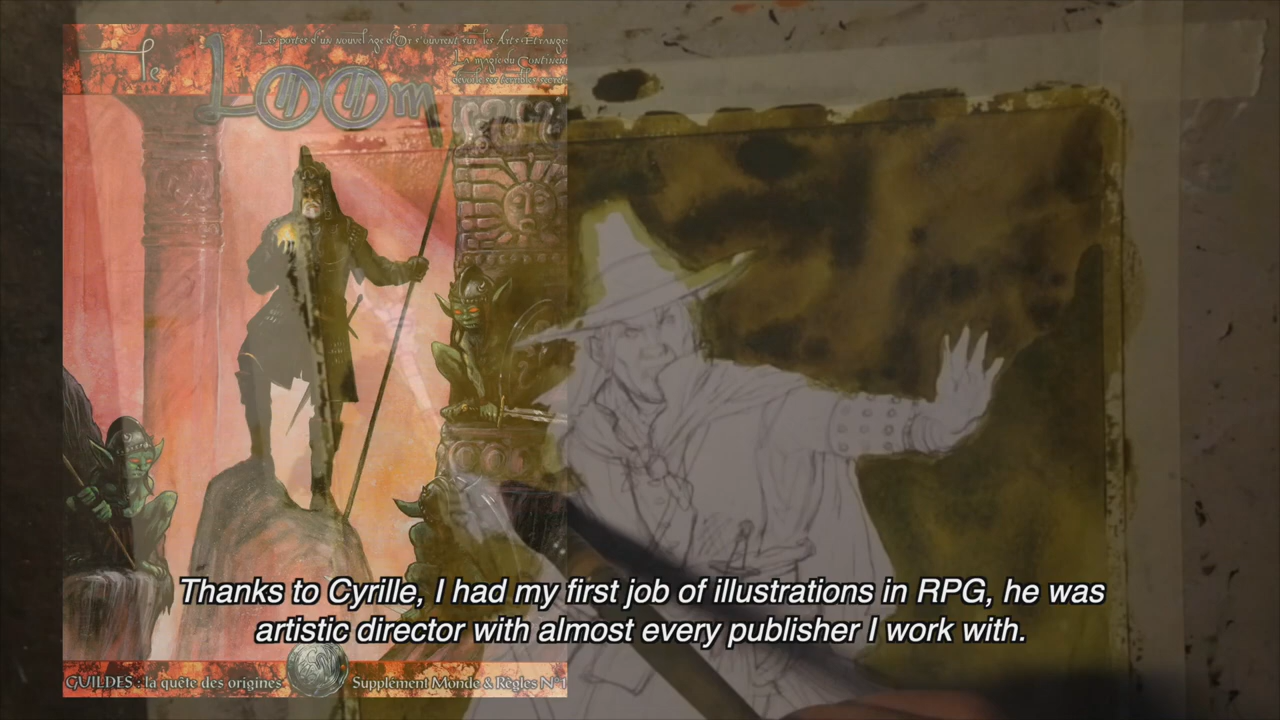 Les portes d'un nouvel age d'Or s'ouvrent sur les Arts-Etranges
La magie du Continent
dévoile ses terribles secrets
le
Loom
Thanks to Cyrille, I had my first job of illustrations in RPG, he was
artistic director with almost every publisher I work with.
GUILDES : la quête des origines
Supplément Monde & Règles N°1